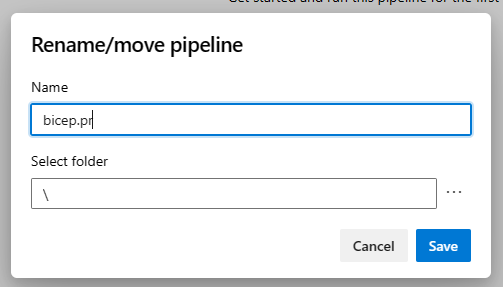 Get started and run this pipeline for the first
Rename/move pipeline
Name
bicep.pr
Select folder
\
...
Cancel
Save